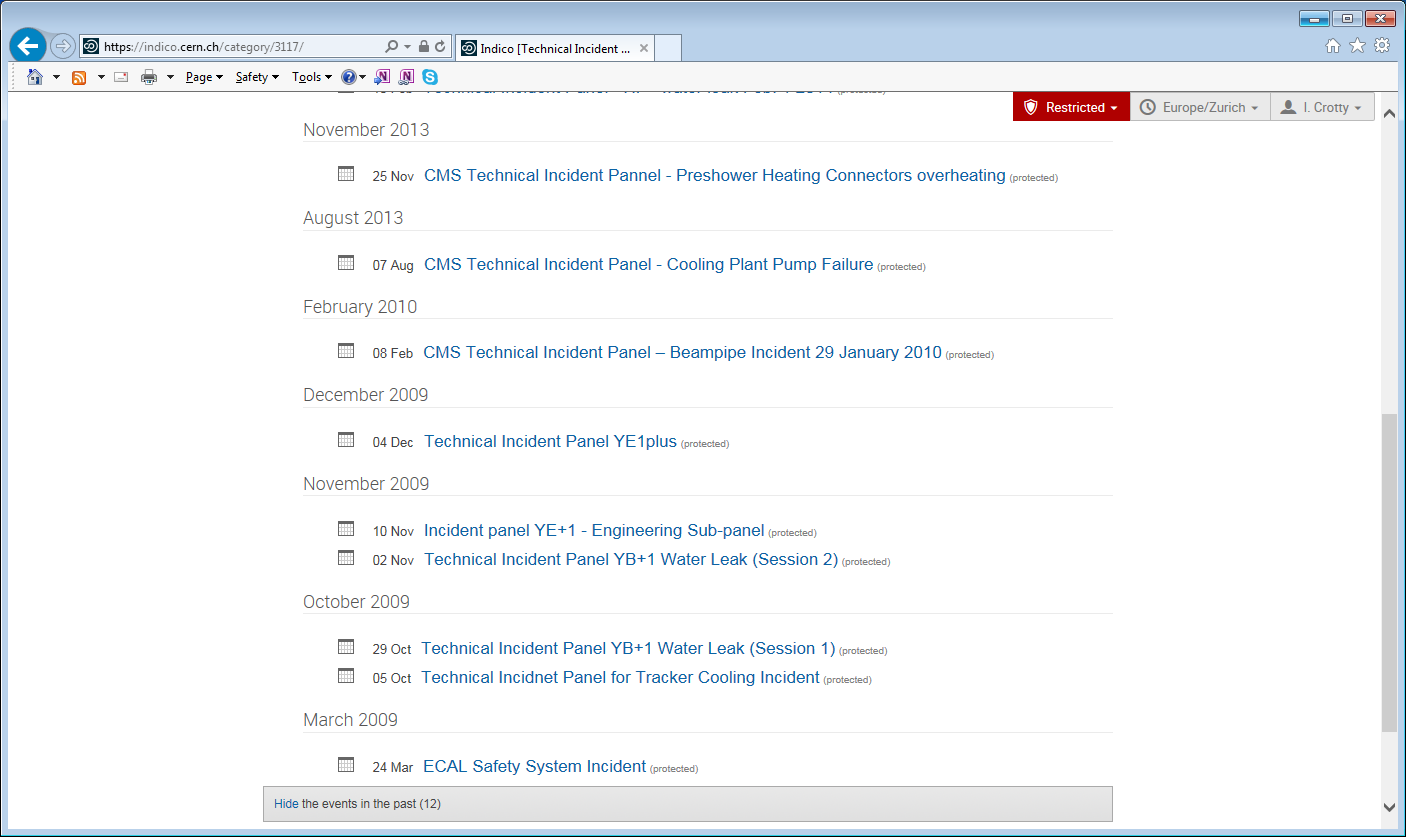 https://indico.cern.ch/category/3117/
Indico [Technical Incident ...
Page Safety Tools
Restricted Europe/Zurich I. Crotty
November 2013
25 Nov CMS Technical Incident Pannel - Preshower Heating Connectors overheating (protected)
August 2013
07 Aug CMS Technical Incident Panel - Cooling Plant Pump Failure (protected)
February 2010
08 Feb CMS Technical Incident Panel – Beampipe Incident 29 January 2010 (protected)
December 2009
04 Dec Technical Incident Panel YE1plus (protected)
November 2009
10 Nov Incident panel YE+1 - Engineering Sub-panel (protected)
02 Nov Technical Incident Panel YB+1 Water Leak (Session 2) (protected)
October 2009
29 Oct Technical Incident Panel YB+1 Water Leak (Session 1) (protected)
05 Oct Technical Incidnet Panel for Tracker Cooling Incident (protected)
March 2009
24 Mar ECAL Safety System Incident (protected)
Hide the events in the past (12)